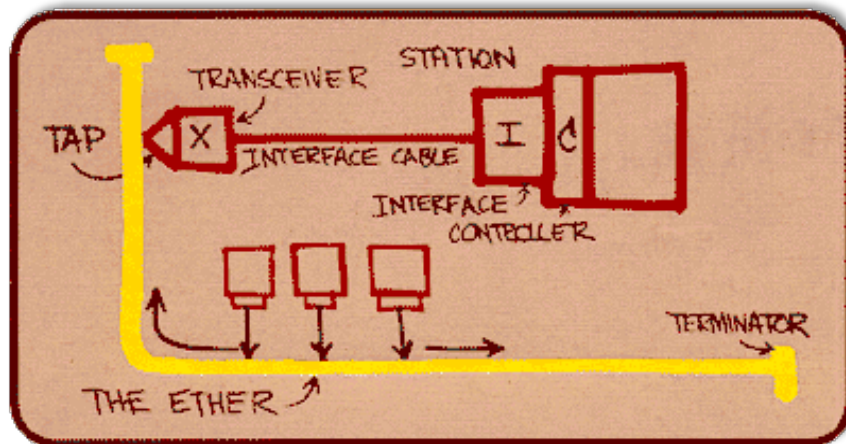 STATION
TRANSCEIVER
TAP
X
I
C
INTERFACE CABLE
INTERFACE
CONTROLLER
TERMINATOR
THE ETHER